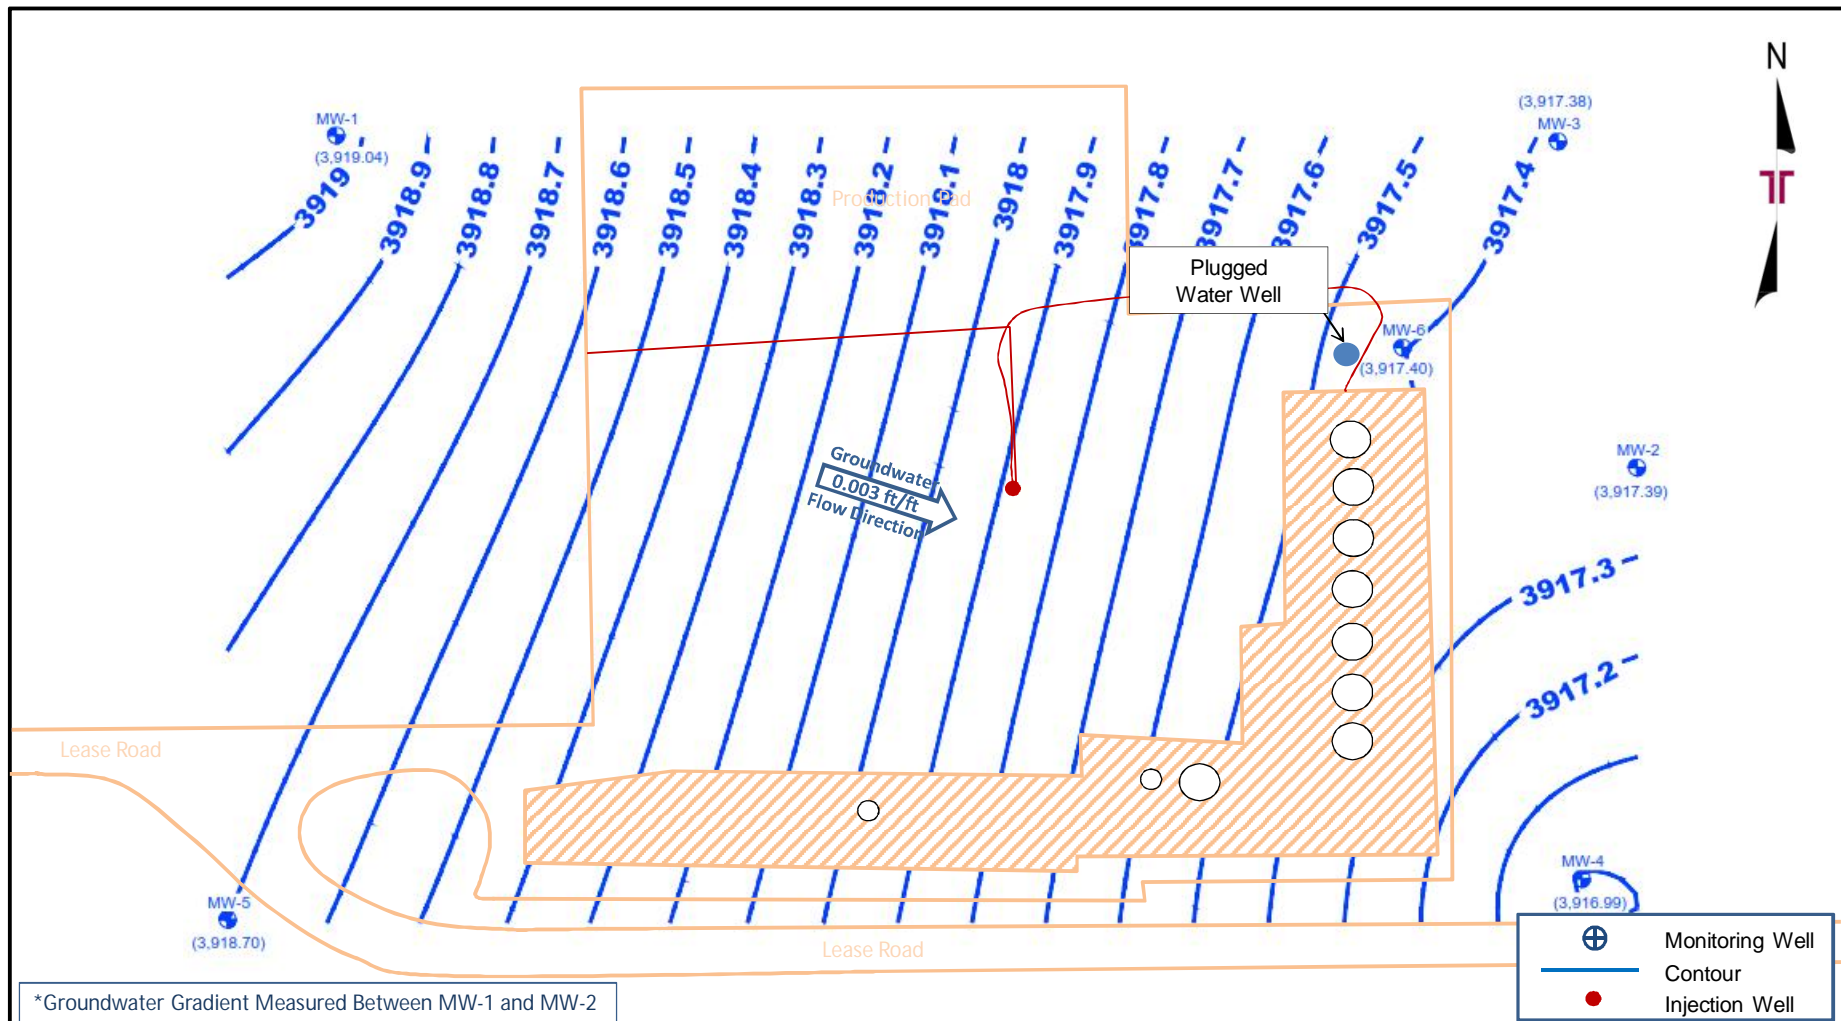 N
MW-1
(3,919.04)
(3,917.38)
MW-3
3919
3918.9
3918.8
3918.7
3918.6
3918.5
3918.4
3918.3
3918.2
3918.1
3918
3917.9
3917.8
3917.7
3917.6
3917.5
3917.4
Production Pad
Plugged
Water Well
MW-6
(3,917.40)
MW-2
(3,917.39)
Groundwater
0.003 ft/ft
Flow Direction
3917.3
3917.2
Lease Road
MW-4
(3,916.99)
MW-5
(3,918.70)
Lease Road
Monitoring Well
Contour
Injection Well
*Groundwater Gradient Measured Between MW-1 and MW-2